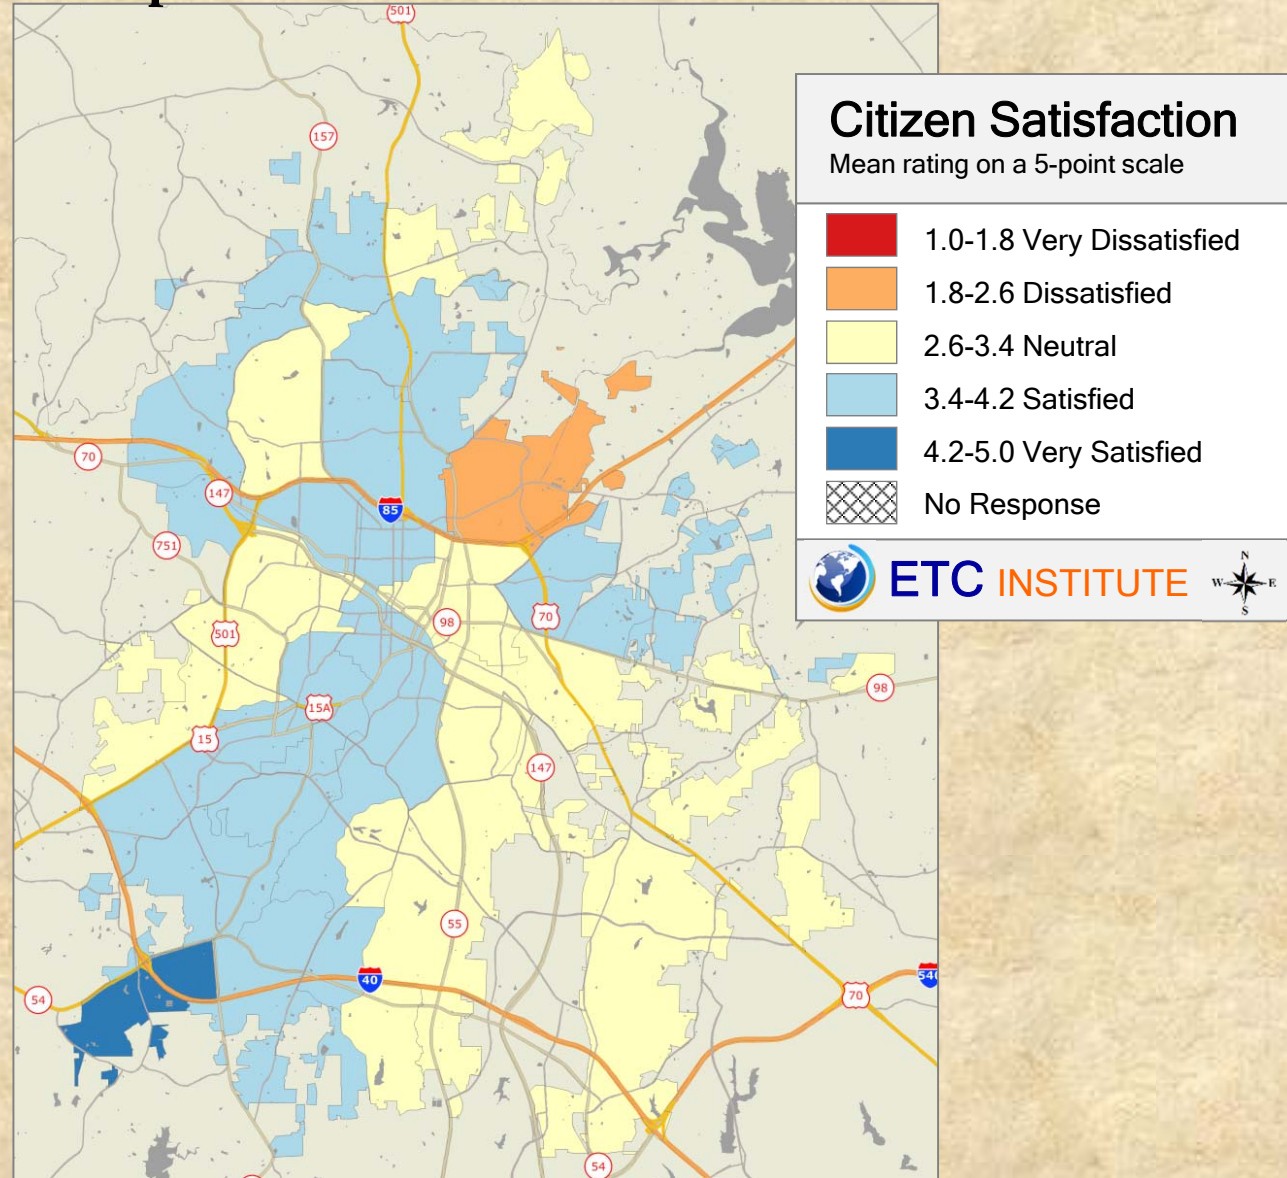 501
157
Citizen Satisfaction
Mean rating on a 5-point scale
1.0-1.8 Very Dissatisfied
1.8-2.6 Dissatisfied
2.6-3.4 Neutral
3.4-4.2 Satisfied
4.2-5.0 Very Satisfied
No Response
ETC INSTITUTE
N
W E
S
70
147
85
751
98
70
501
98
15A
15
147
55
40
540
70
54
54